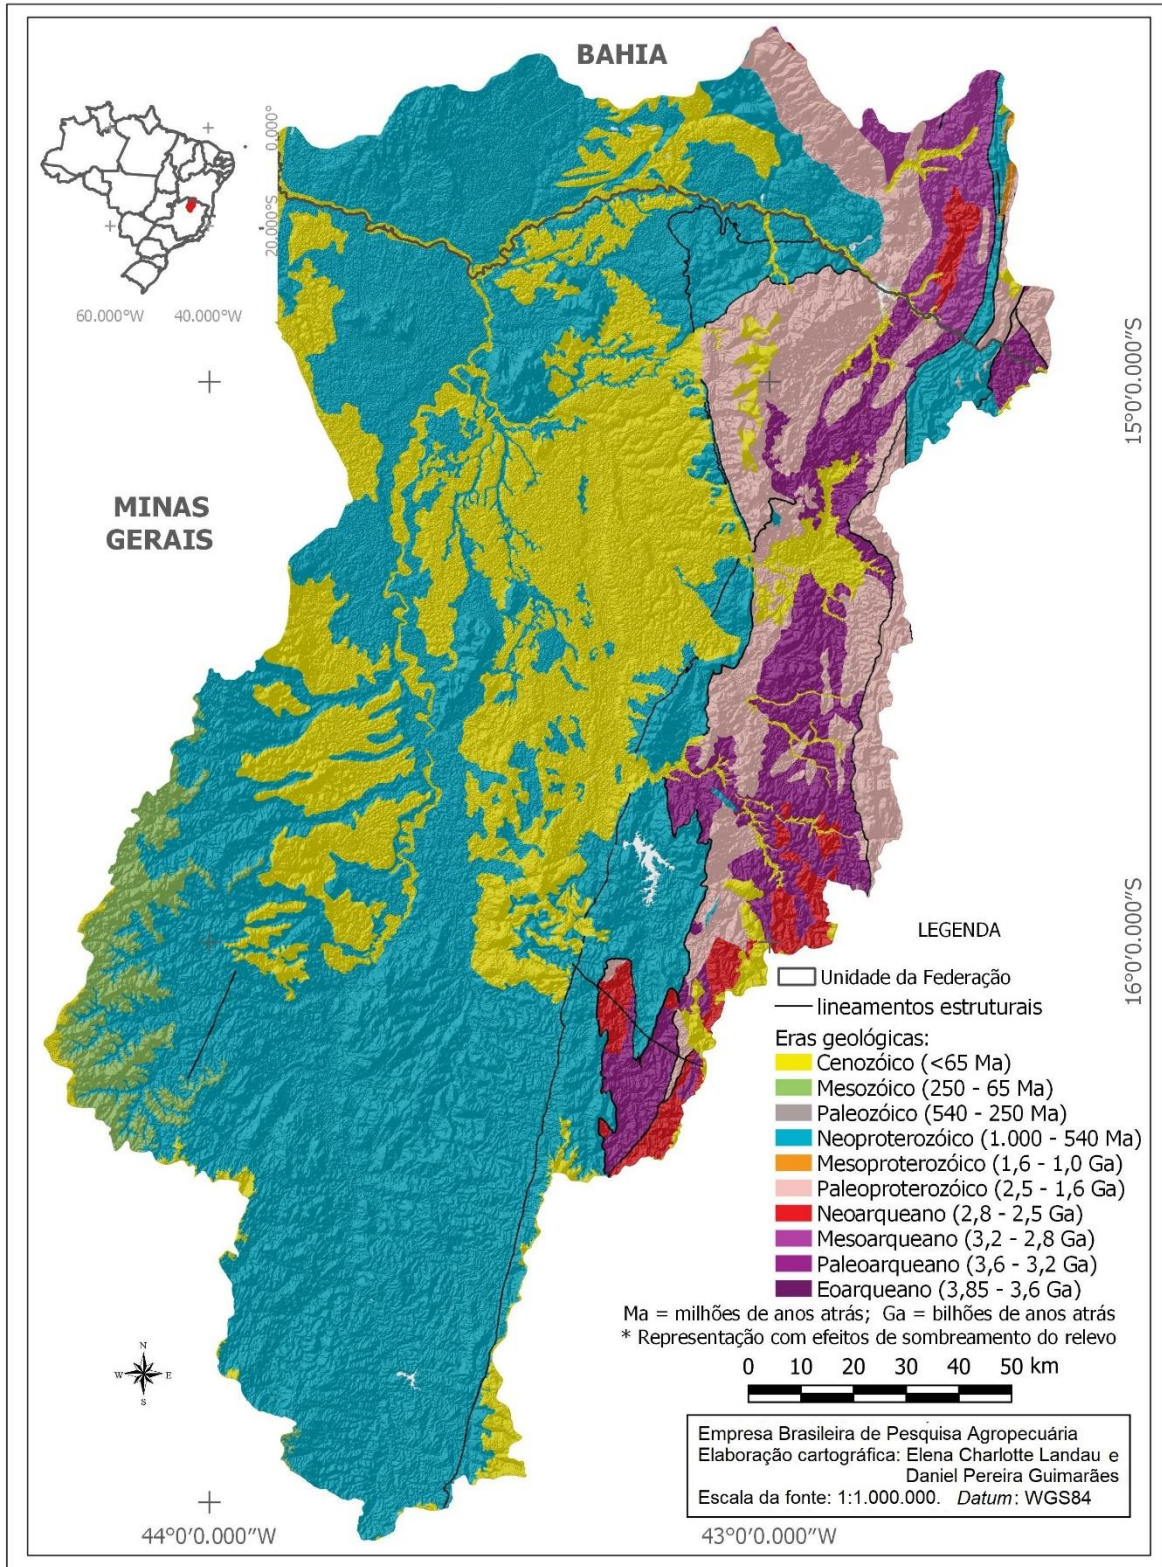 BAHIA
0.000°
20.000°S
60.000°W 40.000°W
15°0'0.000"S
MINAS
GERAIS
16°0'0.000"S
LEGENDA
Unidade da Federação
lineamentos estruturais
Eras geológicas:
Cenozóico (<65 Ma)
Mesozóico (250 - 65 Ma)
Paleozóico (540 - 250 Ma)
Neoproterozóico (1.000 - 540 Ma)
Mesoproterozóico (1,6 - 1,0 Ga)
Paleoproterozóico (2,5 - 1,6 Ga)
Neoarqueano (2,8 - 2,5 Ga)
Mesoarqueano (3,2 - 2,8 Ga)
Paleoarqueano (3,6 - 3,2 Ga)
Eoarqueano (3,85 - 3,6 Ga)
Ma = milhões de anos atrás; Ga = bilhões de anos atrás
* Representação com efeitos de sombreamento do relevo
N
W E
S
0 10 20 30 40 50 km
Empresa Brasileira de Pesquisa Agropecuária
Elaboração cartográfica: Elena Charlotte Landau e
Daniel Pereira Guimarães
Escala da fonte: 1:1.000.000. Datum: WGS84
44°0'0.000"W 43°0'0.000"W